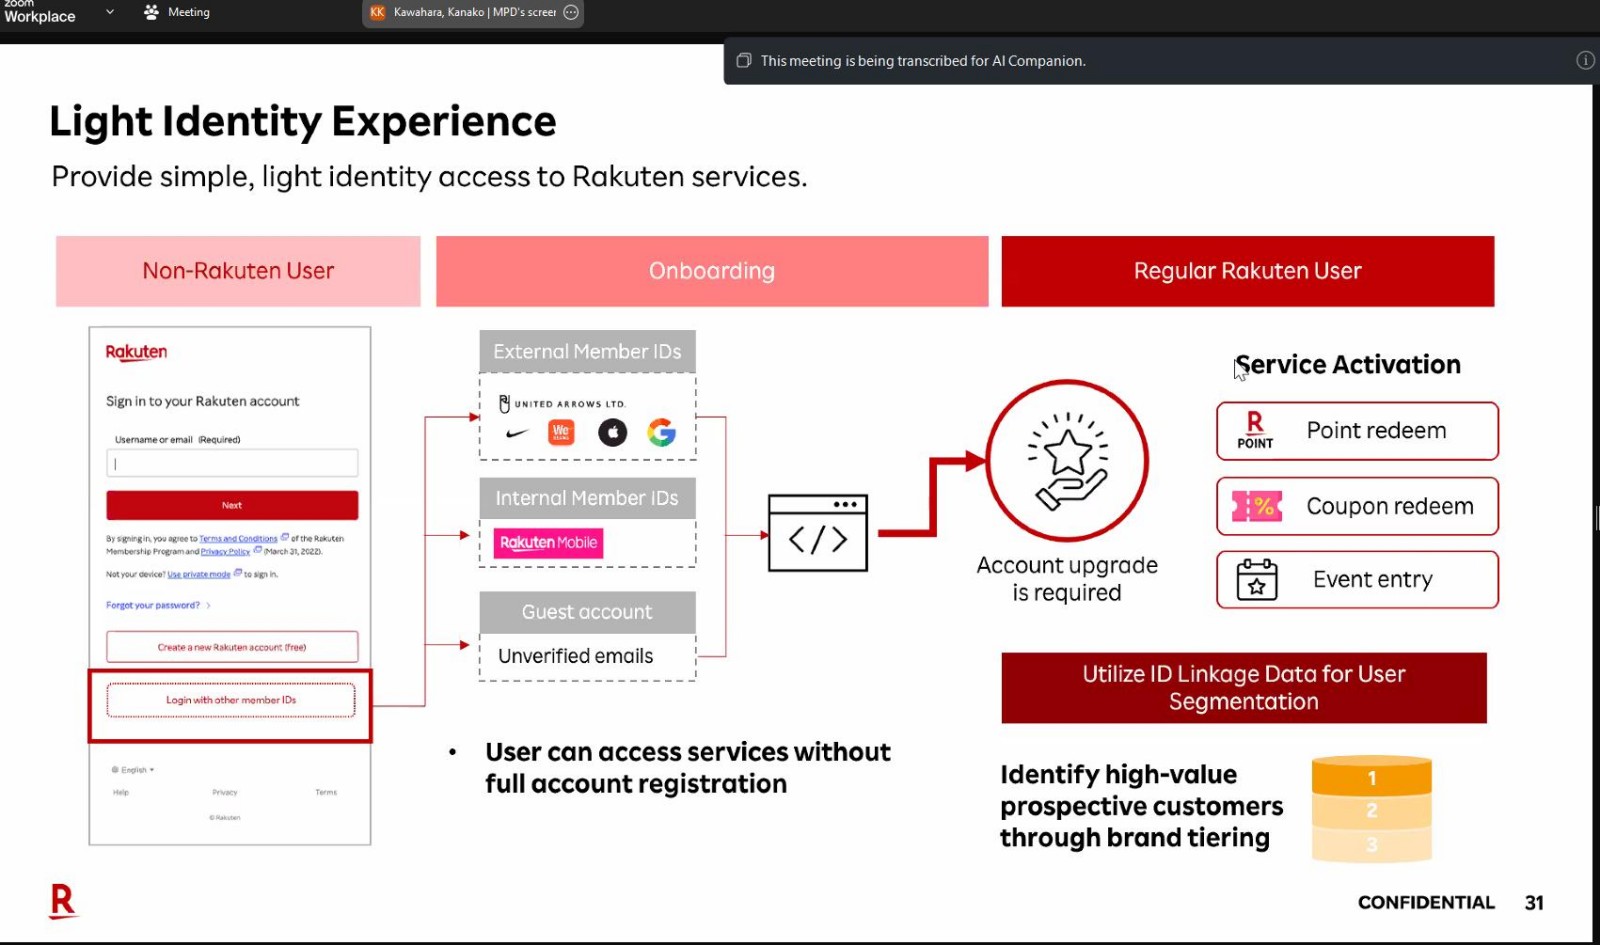 zoom
Workplace
Meeting
KK
Kawahara, Kanako | MPD's screen
This meeting is being transcribed for AI Companion.
Light Identity Experience
Provide simple, light identity access to Rakuten services.
Non-Rakuten User
Onboarding
Regular Rakuten User
Rakuten
Sign in to your Rakuten account
Username or email (Required)
Next
By signing in, you agree to Terms and Conditions of the Rakuten
Membership Program and Privacy Policy (March 31, 2022).
Not your device? Use private mode to sign in.
Forgot your password?
Create a new Rakuten account (free)
Login with other member IDs
English
Help
Privacy
Terms
© Rakuten
External Member IDs
UNITED ARROWS LTD.
We
Internal Member IDs
Rakuten Mobile
Guest account
Unverified emails
</>
• User can access services without
full account registration
Account upgrade
is required
Service Activation
R
POINT
Point redeem
%
Coupon redeem
Event entry
Utilize ID Linkage Data for User
Segmentation
Identify high-value
prospective customers
through brand tiering
1
2
3
R
CONFIDENTIAL
31